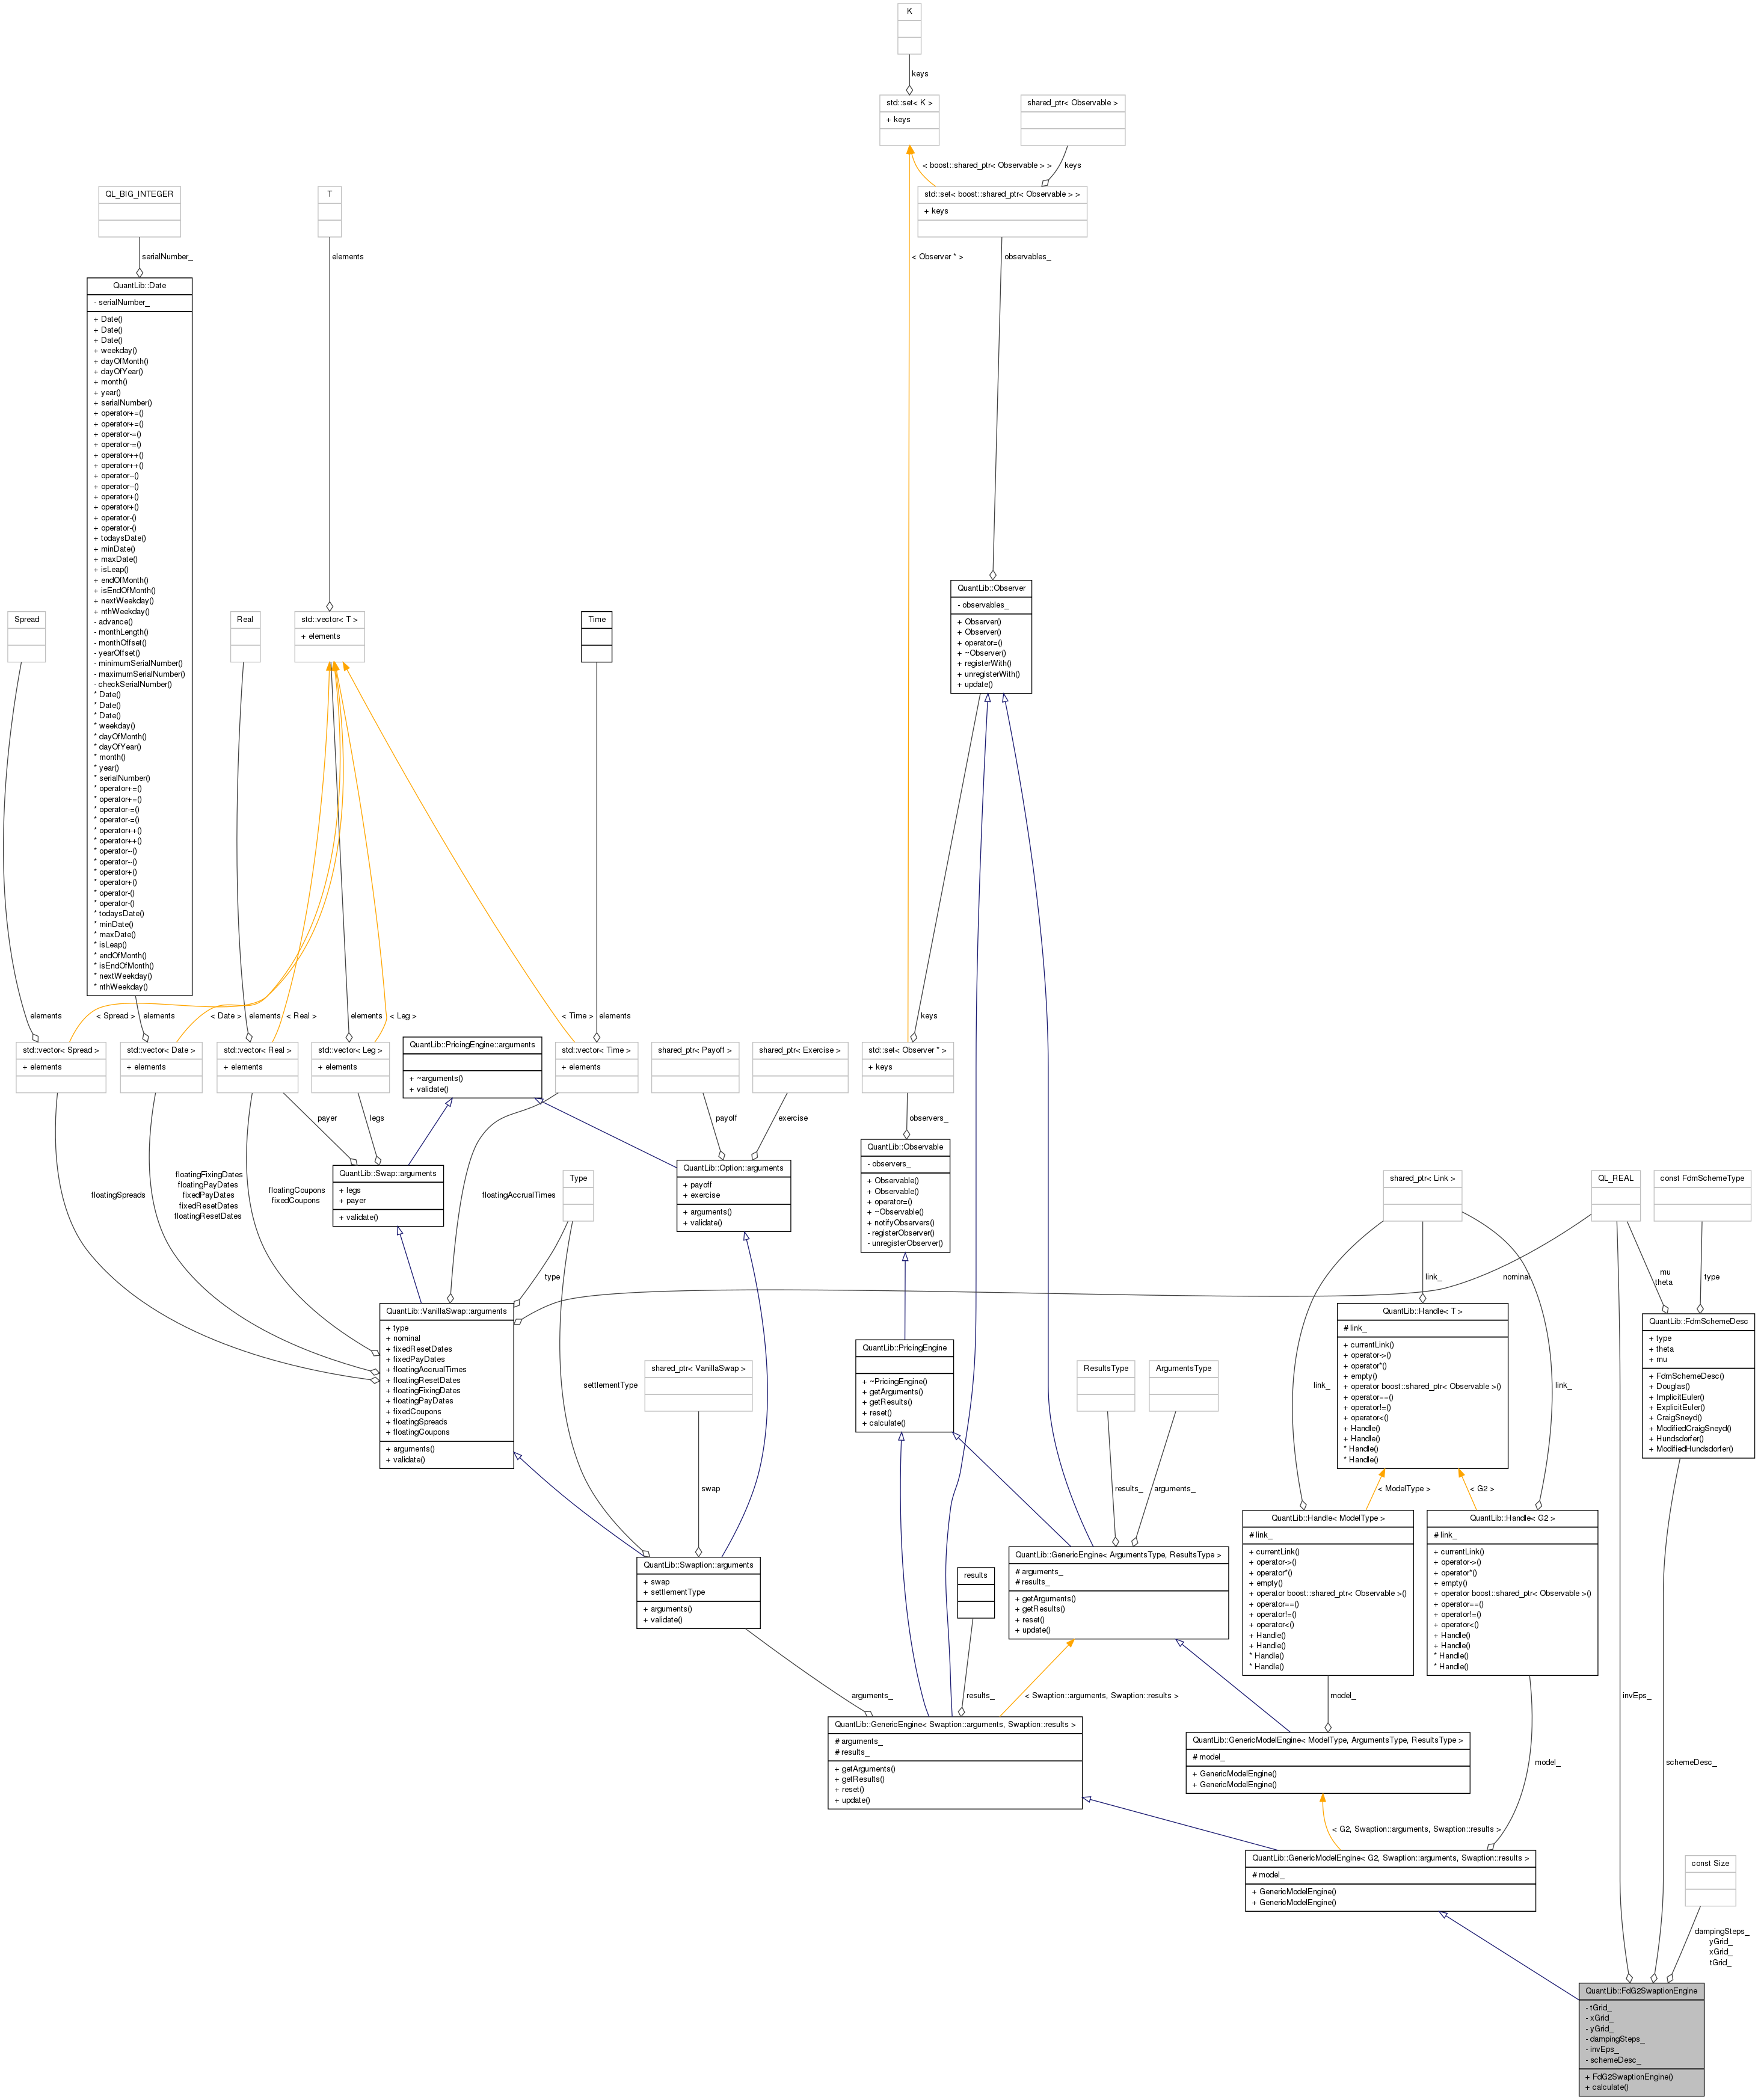 K
keys
std::set< K >
+ keys
shared_ptr< Observable >
< boost::shared_ptr< Observable > >
keys
QL_BIG_INTEGER
T
std::set< boost::shared_ptr< Observable > >
+ keys
serialNumber_
elements
< Observer * >
observables_
QuantLib::Date
- serialNumber_
+ Date()
+ Date()
+ Date()
+ weekday()
+ dayOfMonth()
+ dayOfYear()
+ month()
+ year()
+ serialNumber()
+ operator+=()
+ operator+=()
+ operator-=()
+ operator-=()
+ operator++()
+ operator++()
+ operator--()
+ operator--()
+ operator+()
+ operator+()
+ operator-()
+ operator-()
+ todaysDate()
+ minDate()
+ maxDate()
+ isLeap()
+ endOfMonth()
+ isEndOfMonth()
+ nextWeekday()
+ nthWeekday()
- advance()
- monthLength()
- monthOffset()
- yearOffset()
- minimumSerialNumber()
- maximumSerialNumber()
- checkSerialNumber()
* Date()
* Date()
* Date()
* weekday()
* dayOfMonth()
* dayOfYear()
* month()
* year()
* serialNumber()
* operator+=()
* operator+=()
* operator-=()
* operator-=()
* operator++()
* operator++()
* operator--()
* operator--()
* operator+()
* operator+()
* operator-()
* operator-()
* todaysDate()
* minDate()
* maxDate()
* isLeap()
* endOfMonth()
* isEndOfMonth()
* nextWeekday()
* nthWeekday()
Spread
Real
std::vector< T >
+ elements
Time
QuantLib::Observer
- observables_
+ Observer()
+ Observer()
+ operator=()
+ ~Observer()
+ registerWith()
+ unregisterWith()
+ update()
elements
< Spread >
elements
< Date >
elements
< Real >
elements
< Leg >
< Time >
elements
keys
std::vector< Spread >
+ elements
std::vector< Date >
+ elements
std::vector< Real >
+ elements
std::vector< Leg >
+ elements
QuantLib::PricingEngine::arguments
+ ~arguments()
+ validate()
std::vector< Time >
+ elements
shared_ptr< Payoff >
shared_ptr< Exercise >
std::set< Observer * >
+ keys
payer
legs
payoff
exercise
observers_
QuantLib::Swap::arguments
+ legs
+ payer
+ validate()
QuantLib::Option::arguments
+ payoff
+ exercise
+ arguments()
+ validate()
QuantLib::Observable
- observers_
+ Observable()
+ Observable()
+ operator=()
+ ~Observable()
+ notifyObservers()
- registerObserver()
- unregisterObserver()
floatingSpreads
floatingFixingDates
floatingPayDates
fixedPayDates
fixedResetDates
floatingResetDates
floatingCoupons
fixedCoupons
floatingAccrualTimes
Type
shared_ptr< Link >
QL_REAL
const FdmSchemeType
type
link_
nominal
mu
theta
type
QuantLib::VanillaSwap::arguments
+ type
+ nominal
+ fixedResetDates
+ fixedPayDates
+ floatingAccrualTimes
+ floatingResetDates
+ floatingFixingDates
+ floatingPayDates
+ fixedCoupons
+ floatingSpreads
+ floatingCoupons
+ arguments()
+ validate()
settlementType
shared_ptr< VanillaSwap >
swap
QuantLib::PricingEngine
+ ~PricingEngine()
+ getArguments()
+ getResults()
+ reset()
+ calculate()
ResultsType
ArgumentsType
results_
arguments_
link_
QuantLib::Handle< T >
# link_
+ currentLink()
+ operator->()
+ operator*()
+ empty()
+ operator boost::shared_ptr< Observable >()
+ operator==()
+ operator!=()
+ operator<()
+ Handle()
+ Handle()
* Handle()
* Handle()
link_
QuantLib::FdmSchemeDesc
+ type
+ theta
+ mu
+ FdmSchemeDesc()
+ Douglas()
+ ImplicitEuler()
+ ExplicitEuler()
+ CraigSneyd()
+ ModifiedCraigSneyd()
+ Hundsdorfer()
+ ModifiedHundsdorfer()
< ModelType >
< G2 >
QuantLib::Swaption::arguments
+ swap
+ settlementType
+ arguments()
+ validate()
results
QuantLib::GenericEngine< ArgumentsType, ResultsType >
# arguments_
# results_
+ getArguments()
+ getResults()
+ reset()
+ update()
QuantLib::Handle< ModelType >
# link_
+ currentLink()
+ operator->()
+ operator*()
+ empty()
+ operator boost::shared_ptr< Observable >()
+ operator==()
+ operator!=()
+ operator<()
+ Handle()
+ Handle()
* Handle()
* Handle()
QuantLib::Handle< G2 >
# link_
+ currentLink()
+ operator->()
+ operator*()
+ empty()
+ operator boost::shared_ptr< Observable >()
+ operator==()
+ operator!=()
+ operator<()
+ Handle()
+ Handle()
* Handle()
* Handle()
arguments_
results_
< Swaption::arguments, Swaption::results >
model_
invEps_
QuantLib::GenericEngine< Swaption::arguments, Swaption::results >
# arguments_
# results_
+ getArguments()
+ getResults()
+ reset()
+ update()
QuantLib::GenericModelEngine< ModelType, ArgumentsType, ResultsType >
# model_
+ GenericModelEngine()
+ GenericModelEngine()
model_
schemeDesc_
< G2, Swaption::arguments, Swaption::results >
QuantLib::GenericModelEngine< G2, Swaption::arguments, Swaption::results >
# model_
+ GenericModelEngine()
+ GenericModelEngine()
const Size
dampingSteps_
yGrid_
xGrid_
tGrid_
QuantLib::FdG2SwaptionEngine
- tGrid_
- xGrid_
- yGrid_
- dampingSteps_
- invEps_
- schemeDesc_
+ FdG2SwaptionEngine()
+ calculate()